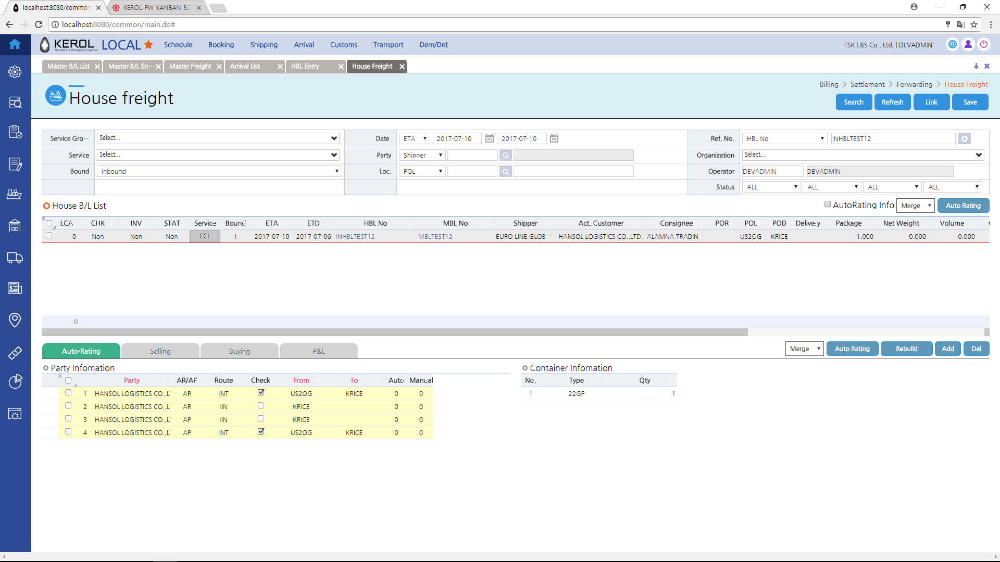 localhost:8080/common
KEROL-FW KANBAN BO
localhost:8080/common/main.do#
KEROL LOCAL Schedule Booking Shipping Arrival Customs Transport Dem/Det FSK L&S Co., Ltd. | DEVADMIN
The Key of Convergence Logistics
Master B/L List Master B/L En··· Master Freight Arrival List HBL Entry House Freight
Billing > Settlement > Forwarding > House Freight
House freight
Search Refresh Link Save
Service Gro··· Select... Date ETA 2017-07-10 2017-07-10 Ref. No. HBL No INHBLTEST12
Service Select... Party Shipper Organization Select...
Bound Inbound Loc. POL Operator DEVADMIN DEVADMIN
Status ALL ALL ALL ALL
House B/L List AutoRating Info Merge Auto Rating
CHK INV STAT Service ETA ETD HBL No MBL No Shipper Act. Customer Consignee POR POL POD Delivery Package Net Weight Volume
0 Non Non Non FCL I 2017-07-10 2017-07-06 INHBLTEST12 MBLTEST12 EURO LINE GLOB··· HANSOL LOGISTICS CO.,LTD. ALAMNA TRADIN··· US2OG KRICE 1.000 0.000 0.000
0
Auto-Rating Selling Buying P&L Merge Auto Rating Rebuild Add Del
Party Infomation
Party AR/AP Route Check From To Auto Manual
1 HANSOL LOGISTICS CO.,L AR INT US2OG KRICE 0 0
2 HANSOL LOGISTICS CO.,L AR IIN KRICE 0 0
3 HANSOL LOGISTICS CO.,L AP IIN KRICE 0 0
4 HANSOL LOGISTICS CO.,L AP INT US2OG KRICE 0 0
Container Infomation
No. Type Qty
1 22GP 1